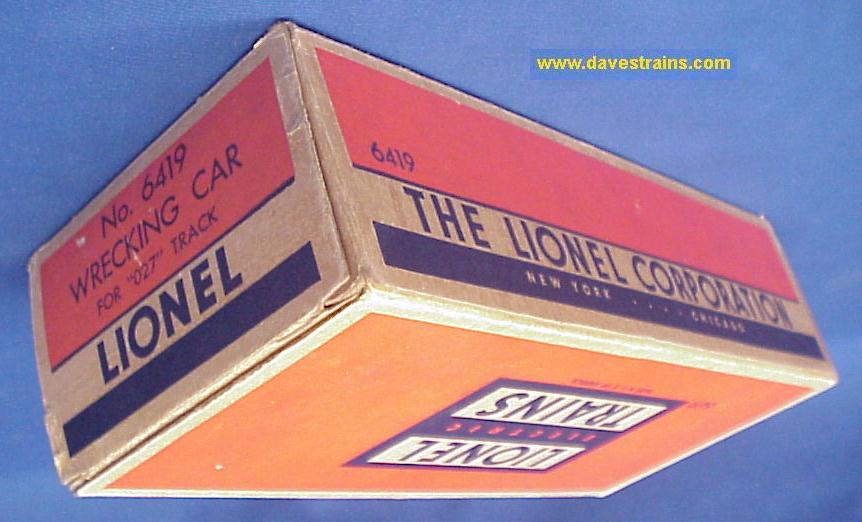 www.davestrains.com
No. 6419
WRECKING CAR
FOR "027" TRACK
LIONEL
6419
THE LIONEL CORPORATION
NEW YORK . . . . CHICAGO
LIONEL
ELECTRIC
TRAINS